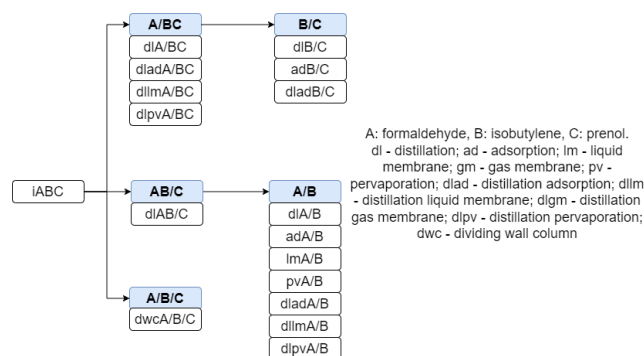 A/BC
dlA/BC
dladA/BC
dllmA/BC
dlpvA/BC
B/C
dlB/C
adB/C
dladB/C
iABC
AB/C
dlAB/C
A/B
dlA/B
adA/B
lmA/B
pvA/B
dladA/B
dllmA/B
dlpvA/B
A/B/C
dwcA/B/C
A: formaldehyde, B: isobutylene, C: prenol.
dl - distillation; ad - adsorption; lm - liquid
membrane; gm - gas membrane; pv -
pervaporation; dlad - distillation adsorption; dllm
- distillation liquid membrane; dlgm - distillation
gas membrane; dlpv - distillation pervaporation;
dwc - dividing wall column